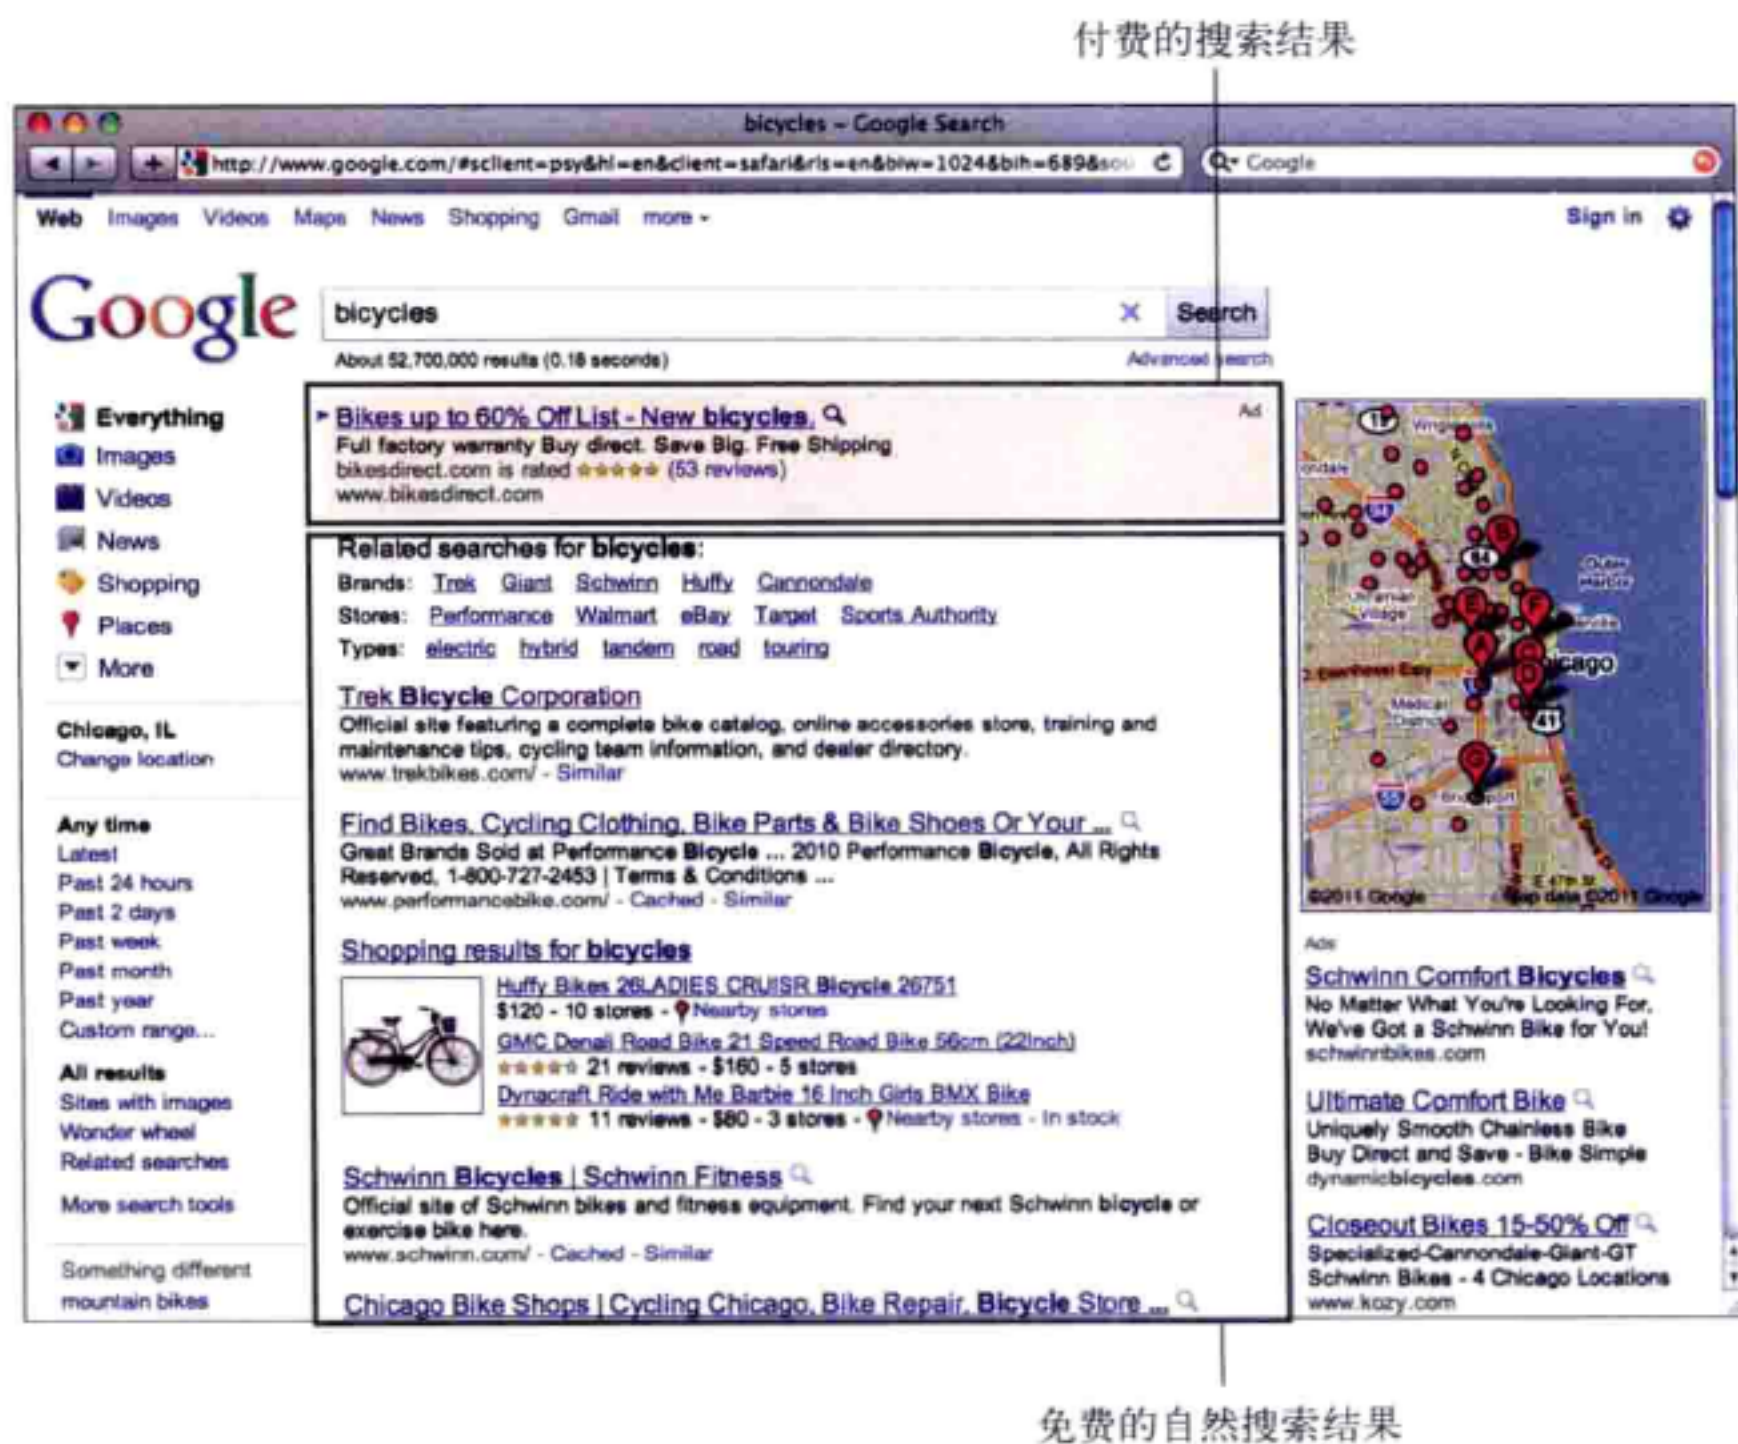 付费的搜索结果
bicycles – Google Search
http://www.google.com/#sclient=psy&hl=en&client=safari&rls=en&biw=1024&bih=689&sou
Google
Web Images Videos Maps News Shopping Gmail more
Sign in
Google
bicycles
Search
About 52,700,000 results (0.18 seconds)
Advanced search
Everything
Images
Videos
News
Shopping
Places
More
Chicago, IL
Change location
Any time
Latest
Past 24 hours
Past 2 days
Past week
Past month
Past year
Custom range...
All results
Sites with images
Wonder wheel
Related searches
More search tools
Something different
mountain bikes
Bikes up to 60% Off List - New bicycles.
Ad
Full factory warranty Buy direct. Save Big. Free Shipping
bikesdirect.com is rated ★★★★★ (53 reviews)
www.bikesdirect.com
Related searches for bicycles:
Brands: Trek Giant Schwinn Huffy Cannondale
Stores: Performance Walmart eBay Target Sports Authority
Types: electric hybrid tandem road touring
Trek Bicycle Corporation
Official site featuring a complete bike catalog, online accessories store, training and
maintenance tips, cycling team information, and dealer directory.
www.trekbikes.com/ - Similar
Find Bikes, Cycling Clothing, Bike Parts & Bike Shoes Or Your ...
Great Brands Sold at Performance Bicycle ... 2010 Performance Bicycle, All Rights
Reserved, 1-800-727-2453 | Terms & Conditions ...
www.performancebike.com/ - Cached - Similar
Shopping results for bicycles
Huffy Bikes 26LADIES CRUISR Bicycle 26751
$120 - 10 stores - Nearby stores
GMC Denali Road Bike 21 Speed Road Bike 56cm (22Inch)
21 reviews - $160 - 5 stores
Dynacraft Ride with Me Barbie 16 Inch Girls BMX Bike
11 reviews - $80 - 3 stores - Nearby stores - In stock
Schwinn Bicycles | Schwinn Fitness
Official site of Schwinn bikes and fitness equipment. Find your next Schwinn bicycle or
exercise bike here.
www.schwinn.com/ - Cached - Similar
Chicago Bike Shops | Cycling Chicago, Bike Repair, Bicycle Store ...
19
94
B
64
Outer
Harbor
Ukrainian
Village
E
F
A
C
D
icago
Medical
District
41
G
55
E 47th St
©2011 Google
map data ©2011 Google
Ads
Schwinn Comfort Bicycles
No Matter What You're Looking For,
We've Got a Schwinn Bike for You!
schwinnbikes.com
Ultimate Comfort Bike
Uniquely Smooth Chainless Bike
Buy Direct and Save - Bike Simple
dynamicbicycles.com
Closeout Bikes 15-50% Off
Specialized-Cannondale-Giant-GT
Schwinn Bikes - 4 Chicago Locations
www.kozy.com
免费的自然搜索结果